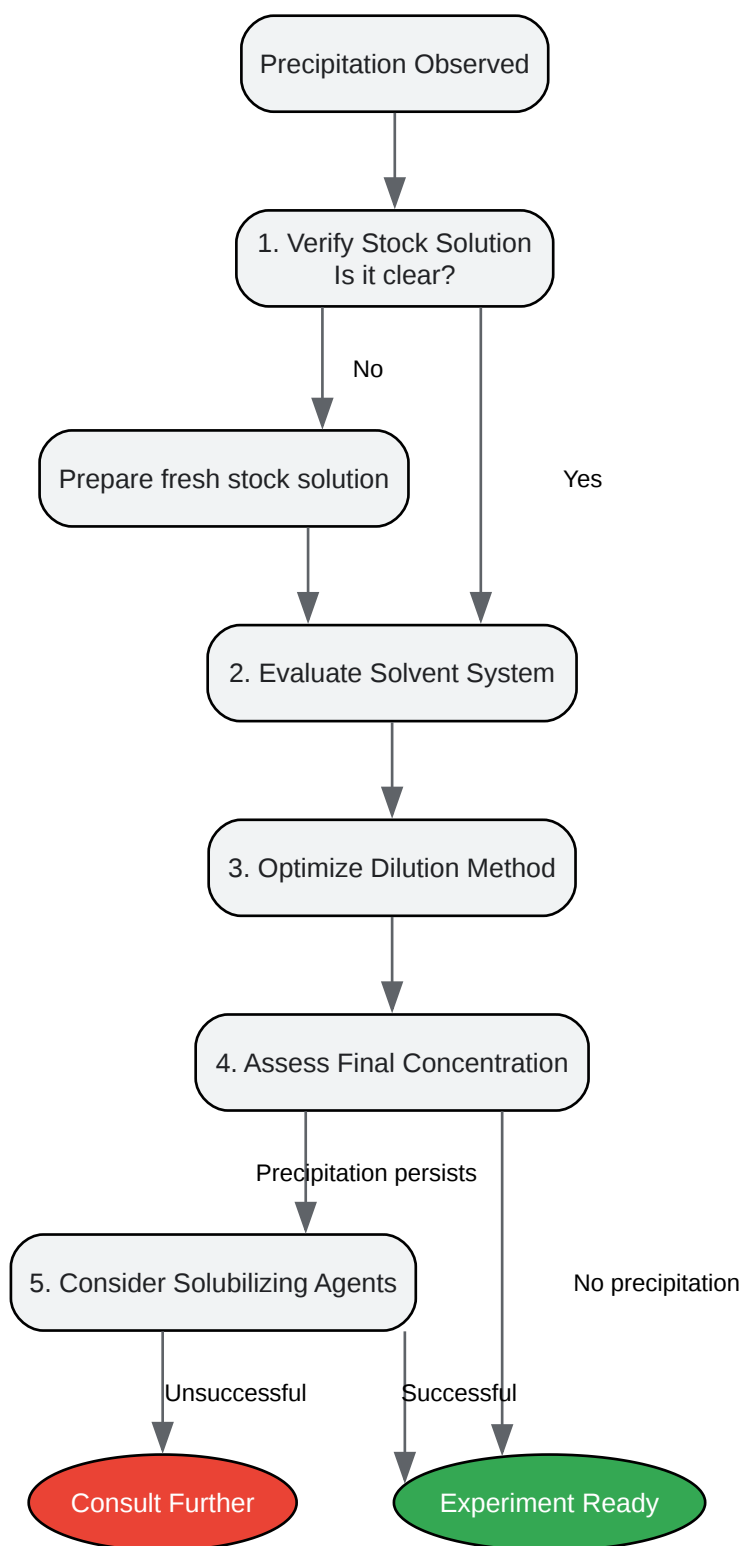 Precipitation Observed
1. Verify Stock Solution
Is it clear?
No
Prepare fresh stock solution
Yes
2. Evaluate Solvent System
3. Optimize Dilution Method
4. Assess Final Concentration
Precipitation persists
5. Consider Solubilizing Agents
No precipitation
Unsuccessful
Successful
Consult Further
Experiment Ready